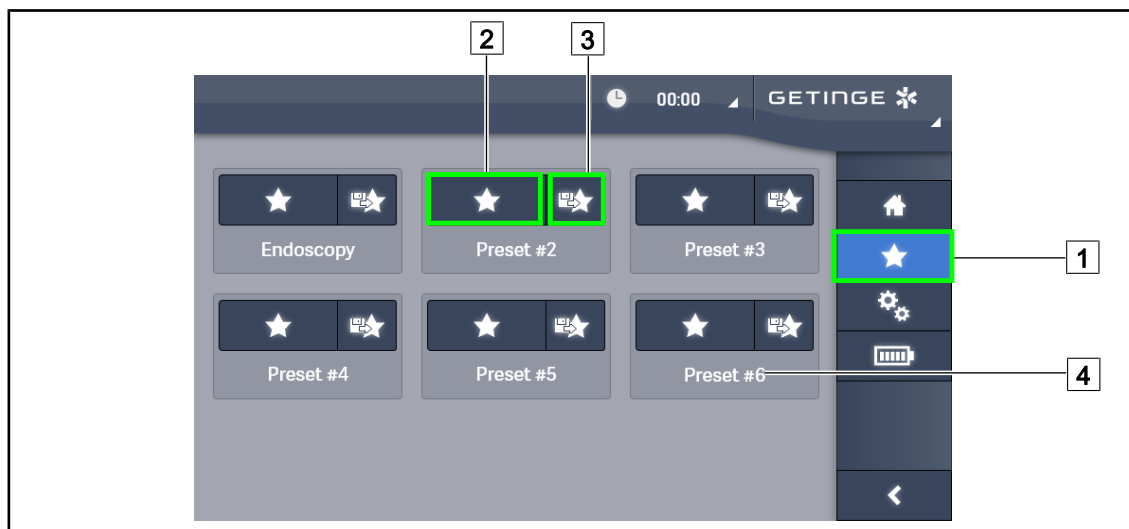 2 3
00:00 GETINGE
Endoscopy Preset #2 Preset #3
1
Preset #4 Preset #5 Preset #6
4